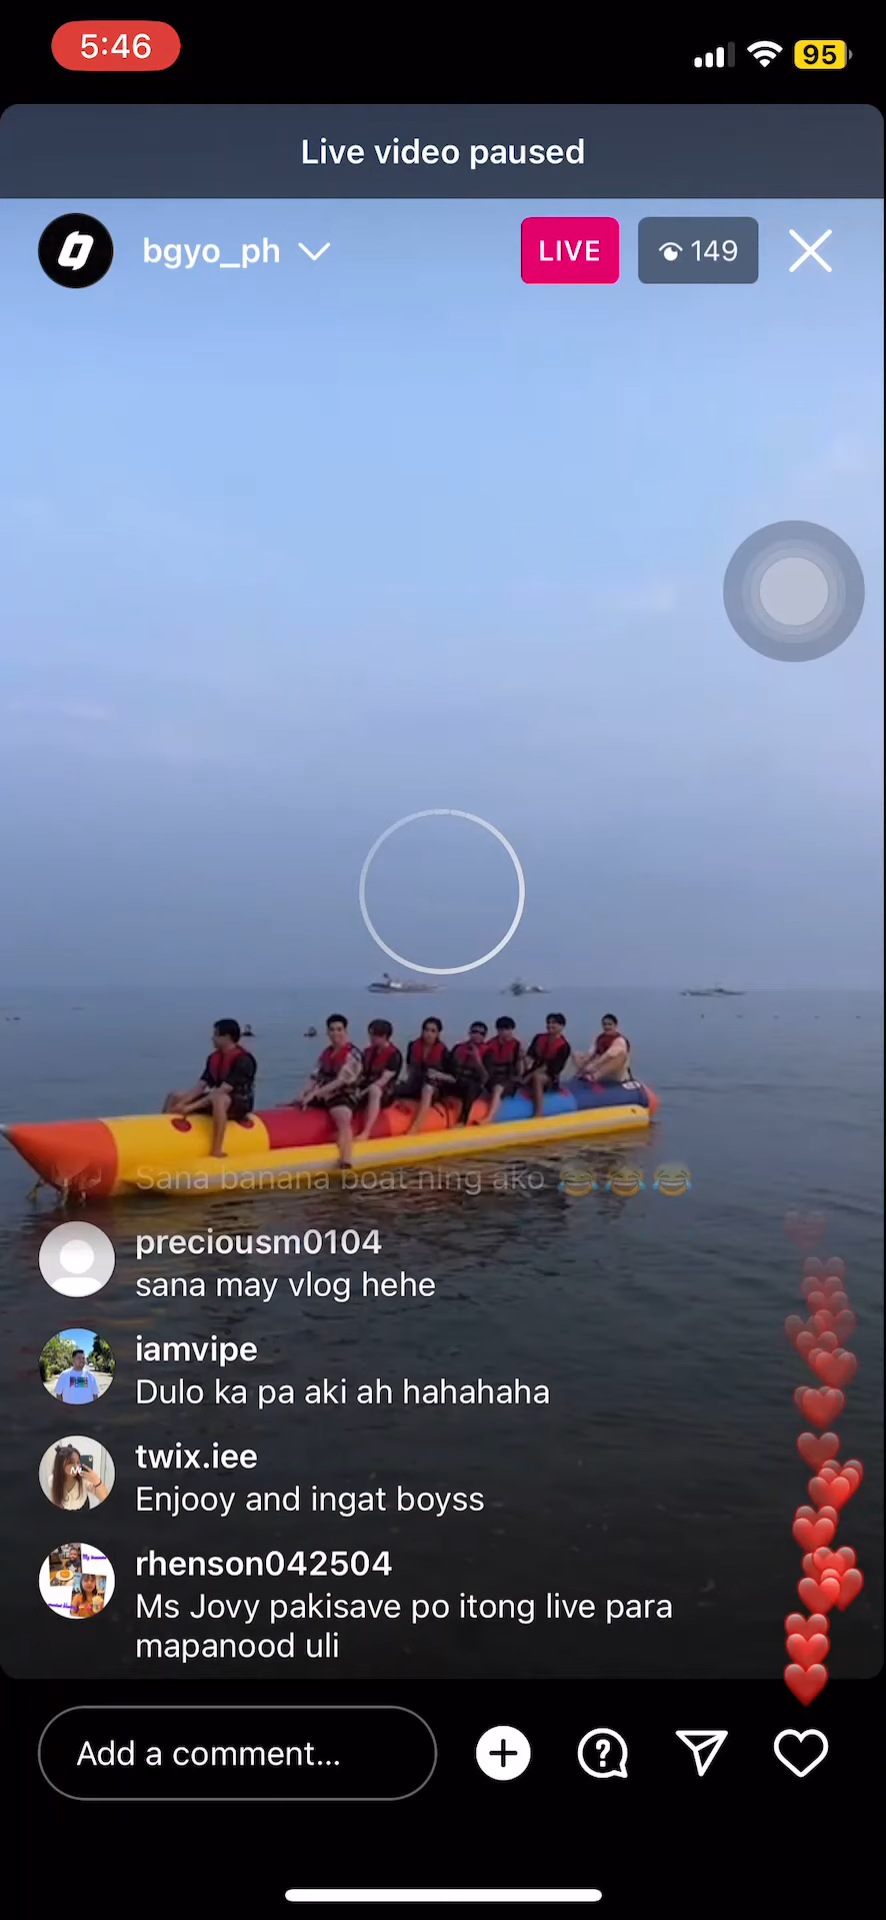 5:46
95
Live video paused
bgyo_ph
LIVE
149
Sana banana boat ning ako 😂😂😂
preciousm0104
sana may vlog hehe
iamvipe
Dulo ka pa aki ah hahahaha
twix.iee
Enjooy and ingat boyss
rhenson042504
Ms Jovy pakisave po itong live para
mapanood uli
Add a comment...